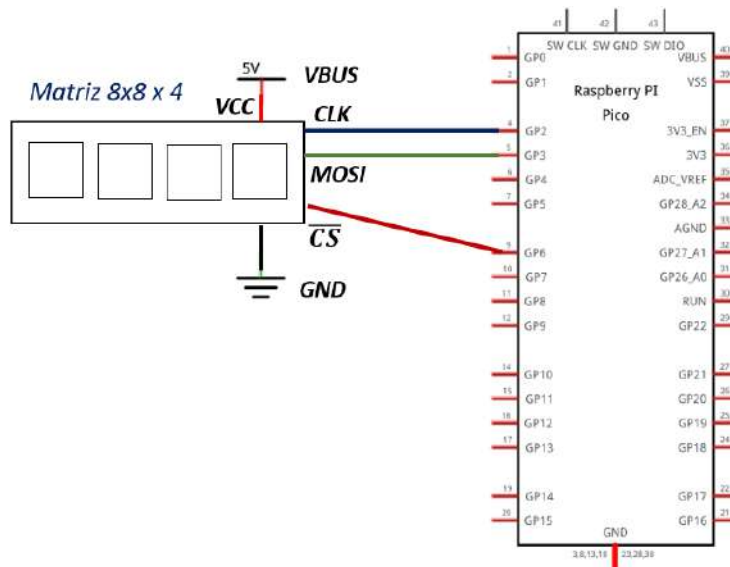 41 42 43
SW CLK SW GND SW DIO
5V VBUS
Matriz 8x8 x 4
VCC CLK
MOSI
CS
GND
Raspberry PI
Pico
1 GP0
2 GP1
4 GP2
5 GP3
6 GP4
7 GP5
9 GP6
10 GP7
11 GP8
12 GP9
14 GP10
15 GP11
16 GP12
17 GP13
19 GP14
20 GP15
VBUS 40
VSS 39
3V3_EN 37
3V3 36
ADC_VREF 35
GP28_A2 34
AGND 33
GP27_A1 32
GP26_A0 31
RUN 30
GP22 29
GP21 27
GP20 26
GP19 25
GP18 24
GP17 22
GP16 21
GND
3,8,13,18 23,28,38